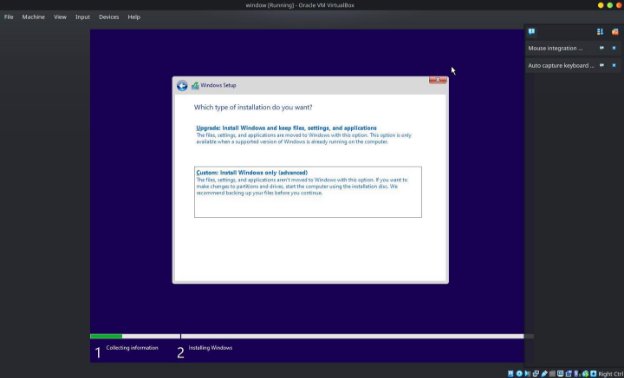 window [Running] - Oracle VM VirtualBox
File Machine View Input Devices Help
Mouse integration ...
Auto capture keyboard ...
Windows Setup
Which type of installation do you want?
Upgrade: Install Windows and keep files, settings, and applications
The files, settings, and applications are moved to Windows with this option. This option is only
available when a supported version of Windows is already running on the computer.
Custom: Install Windows only (advanced)
The files, settings, and applications aren't moved to Windows with this option. If you want to
make changes to partitions and drives, start the computer using the installation disc. We
recommend backing up your files before you continue.
1 Collecting information 2 Installing Windows
Right Ctrl